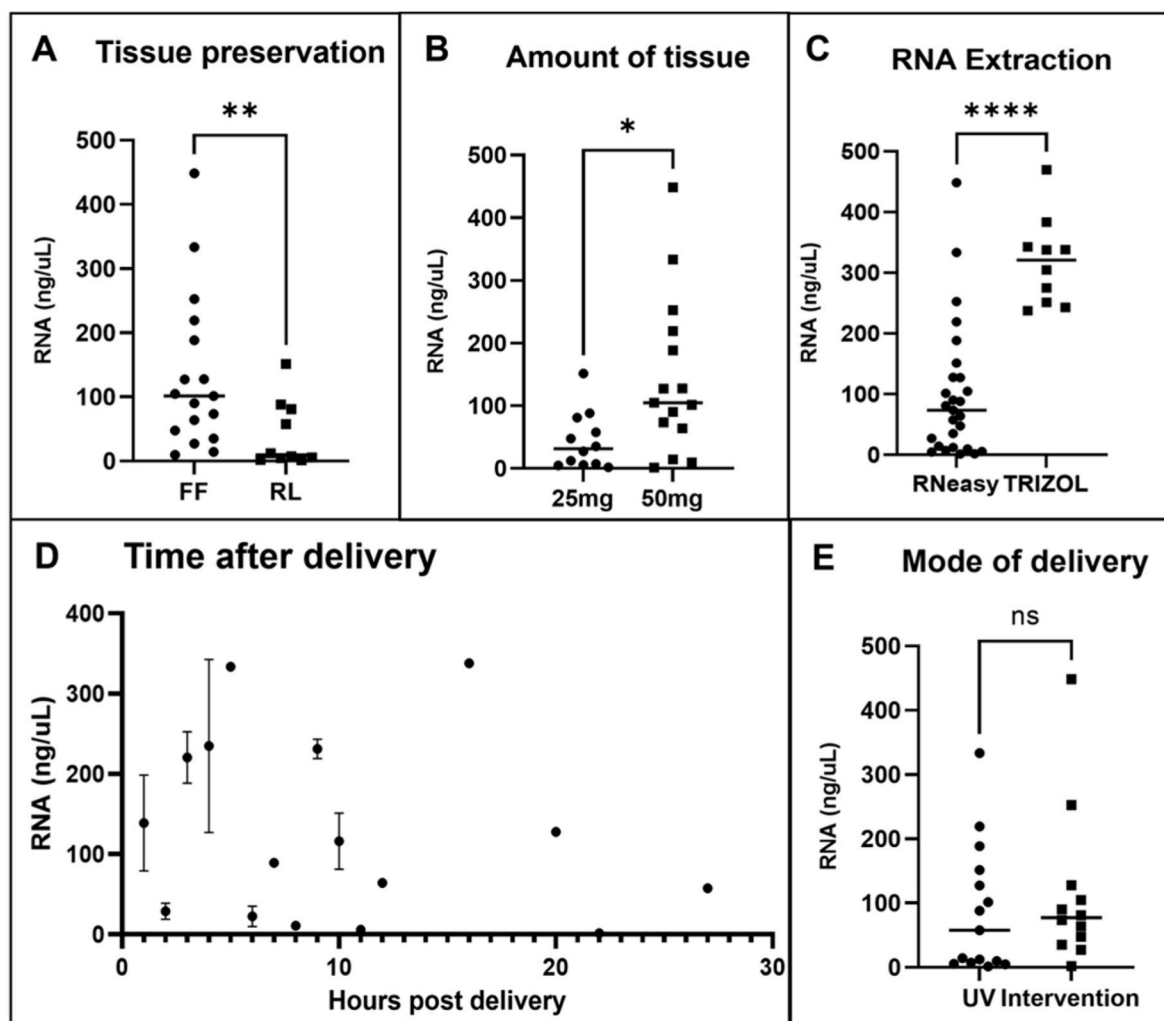 A Tissue preservation
**
500
400
300
200
100
0
RNA (ng/uL)
FF RL
B Amount of tissue
*
500
400
300
200
100
0
RNA (ng/uL)
25mg 50mg
C RNA Extraction
****
500
400
300
200
100
0
RNA (ng/uL)
RNeasy TRIZOL
D Time after delivery
400
300
200
100
0
RNA (ng/uL)
0 10 20 30
Hours post delivery
E Mode of delivery
ns
500
400
300
200
100
0
RNA (ng/uL)
UV Intervention